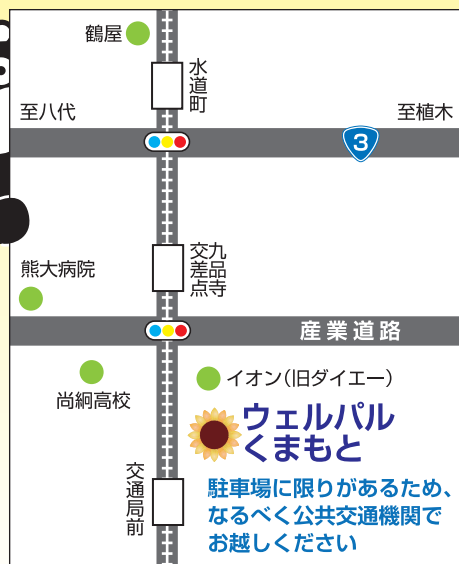 鶴屋
水道町
至八代
至植木
3
熊大病院
九品寺
交差点
産業道路
イオン（旧ダイエー）
尚絅高校
ウェルパル
くまもと
交通局前
駐車場に限りがあるため、
なるべく公共交通機関で
お越しください